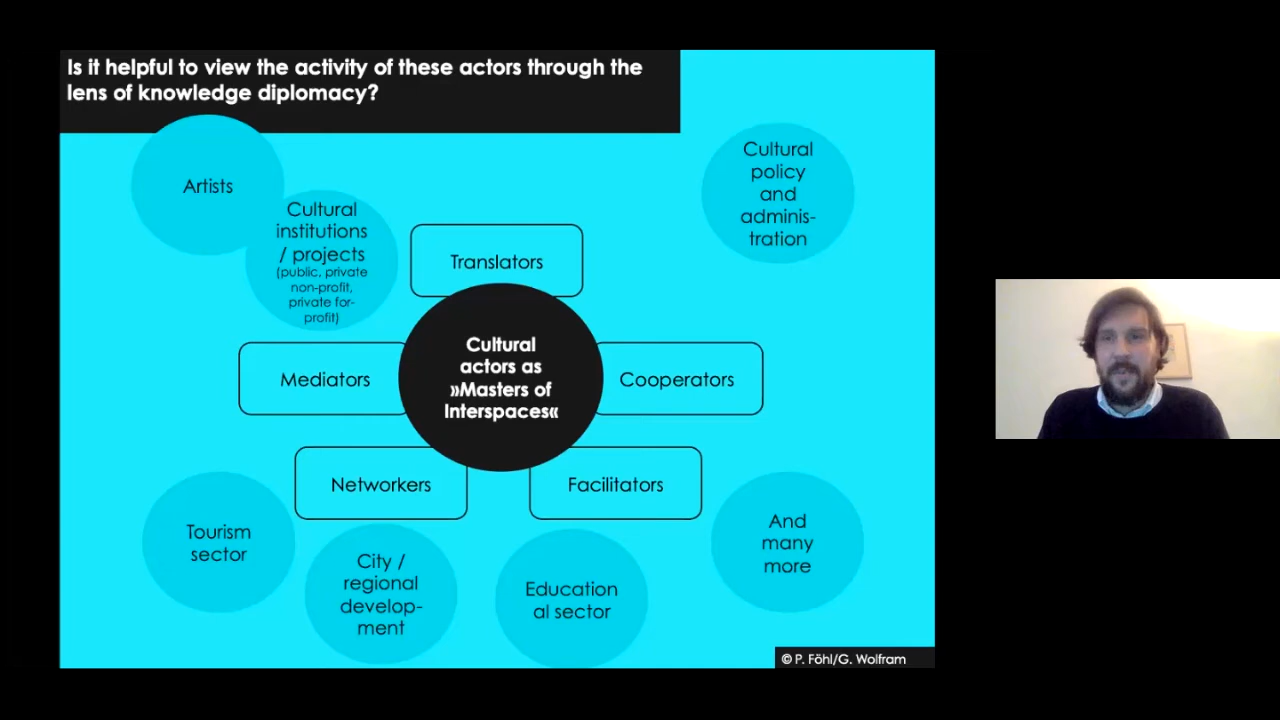 Is it helpful to view the activity of these actors through the
lens of knowledge diplomacy?
Artists
Cultural
institutions
/ projects
(public, private
non-profit,
private for-
profit)
Translators
Cultural
policy
and
adminis-
tration
Mediators
Cultural
actors as
»Masters of
Interspaces«
Cooperators
Networkers
Facilitators
Tourism
sector
City /
regional
develop-
ment
Education
al sector
And
many
more
© P. Föhl/G. Wolfram